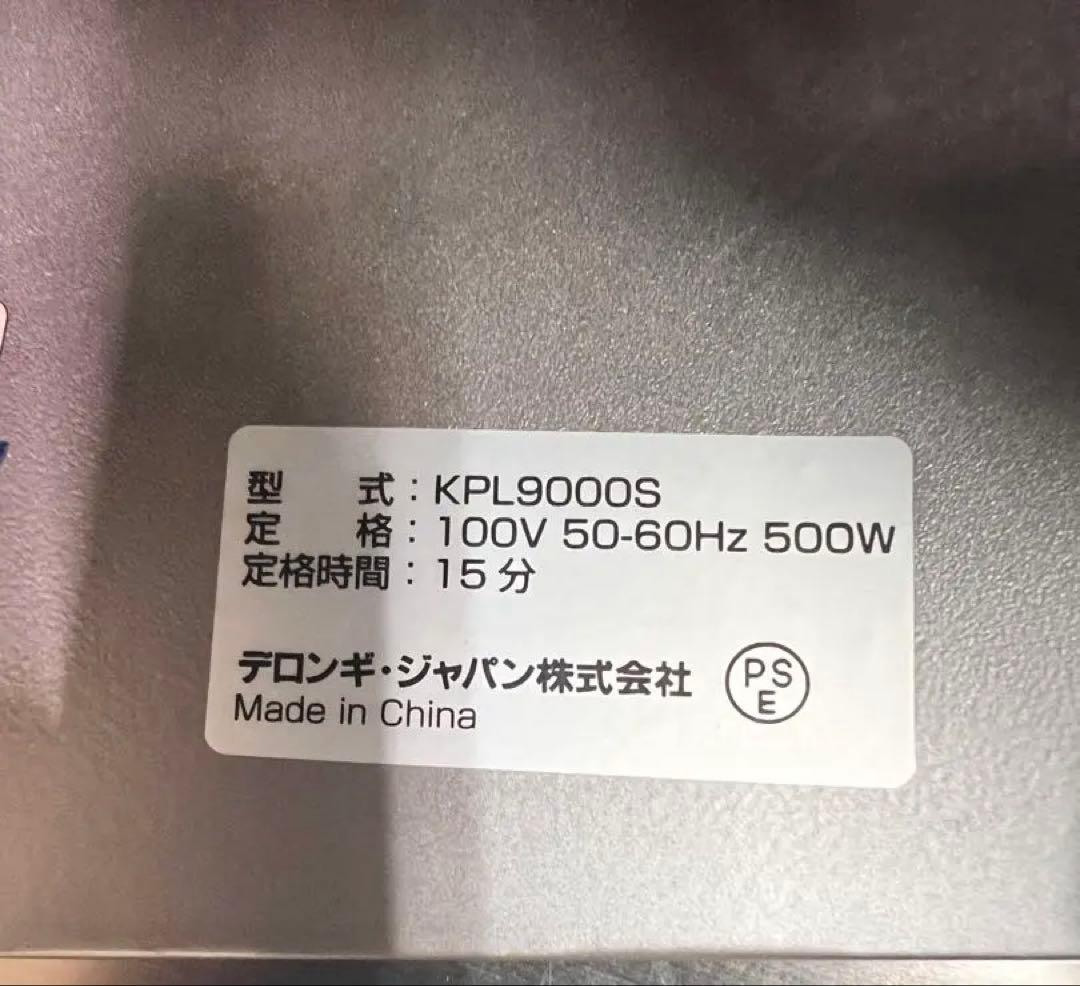 型　　式：KPL9000S
定　　格：100V 50-60Hz 500W
定格時間：15分
デロンギ・ジャパン株式会社
PS
E
Made in China